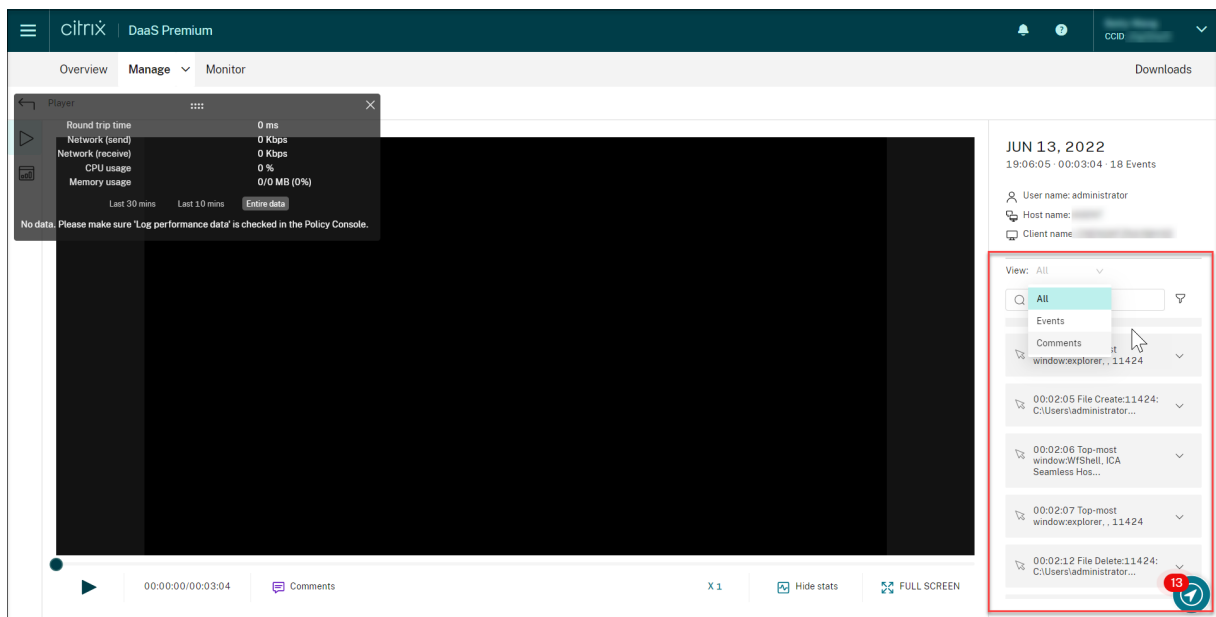 citrix DaaS Premium
CCID:
Overview Manage Monitor Downloads
Player
Round trip time 0 ms
Network (send) 0 Kbps
Network (receive) 0 Kbps
CPU usage 0 %
Memory usage 0/0 MB (0%)
Last 30 mins Last 10 mins Entire data
No data. Please make sure 'Log performance data' is checked in the Policy Console.
00:00:00/00:03:04 Comments X 1 Hide stats FULL SCREEN
JUN 13, 2022
19:06:05 · 00:03:04 · 18 Events
User name: administrator
Host name:
Client name
View: All
All
Events
Comments
window:explorer, , 11424
00:02:05 File Create:11424:
C:\Users\administrator...
00:02:06 Top-most
window:WfShell, ICA
Seamless Hos...
00:02:07 Top-most
window:explorer, , 11424
00:02:12 File Delete:11424:
C:\Users\administrator...
13